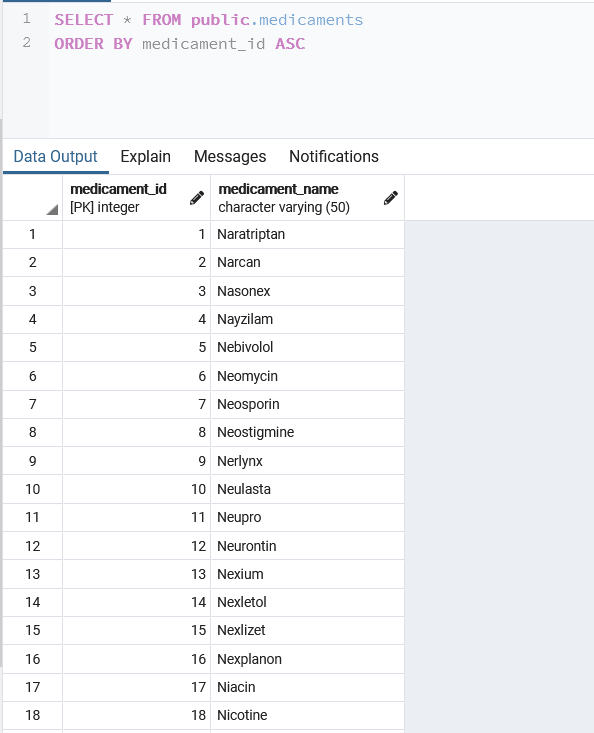 1 SELECT * FROM public.medicaments
2 ORDER BY medicament_id ASC
Data Output Explain Messages Notifications
medicament_id medicament_name
[PK] integer character varying (50)
1 1 Naratriptan
2 2 Narcan
3 3 Nasonex
4 4 Nayzilam
5 5 Nebivolol
6 6 Neomycin
7 7 Neosporin
8 8 Neostigmine
9 9 Nerlynx
10 10 Neulasta
11 11 Neupro
12 12 Neurontin
13 13 Nexium
14 14 Nexletol
15 15 Nexlizet
16 16 Nexplanon
17 17 Niacin
18 18 Nicotine